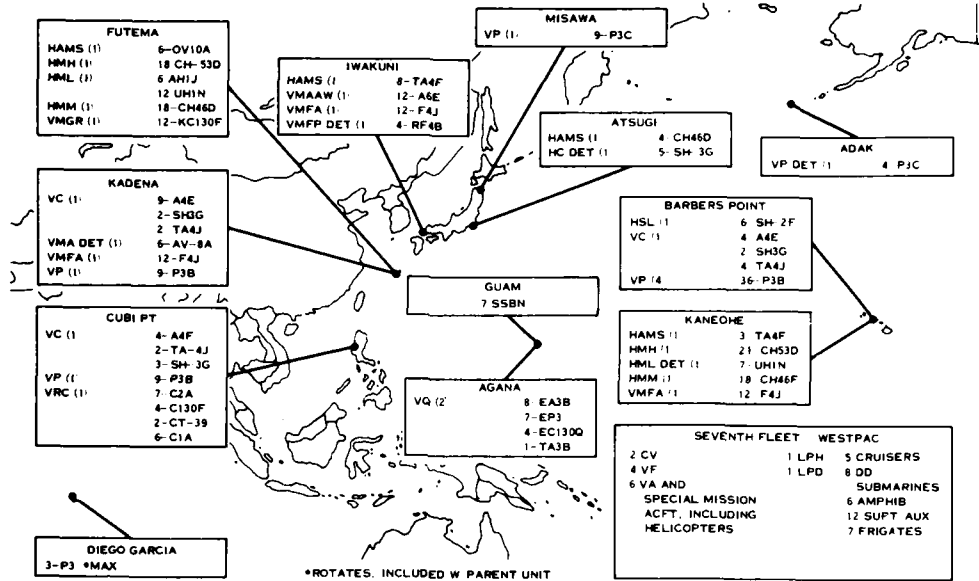 FUTEMA
HAMS (1) 6-OV10A
HMH (1) 18 CH-53D
HML (1) 6 AH1J
12 UH1N
HMM (1) 18-CH46D
VMGR (1) 12-KC130F
IWAKUNI
HAMS (1 8-TA4F
VMAAW (1) 12-A6E
VMFA (1) 12-F4J
VMFP DET (1 4-RF4B
MISAWA
VP (1) 9-P3C
ATSUGI
HAMS (1 4-CH46D
HC DET (1 5-SH-3G
ADAK
VP DET (1 4 P3C
KADENA
VC (1) 9-A4E
2-SH3G
2 TA4J
VMA DET (1) 6-AV-8A
VMFA (1) 12-F4J
VP (1) 9-P3B
BARBERS POINT
HSL (1 6 SH-2F
VC (1 4 A4E
2 SH3G
4 TA4J
VP (4 36-P3B
GUAM
7 SSBN
CUBI PT
VC (1 4-A4F
2-TA-4J
3-SH-3G
VP (1 9-P3B
VRC (1) 7-C2A
4-C130F
2-CT-39
6-C1A
KANEOHE
HAMS (1 3 TA4F
HMH (1 21 CH53D
HML DET (1 7-UH1N
HMM (1 18 CH46F
VMFA (1 12 F4J
AGANA
VQ (2 8 EA3B
7-EP3
4-EC130Q
1-TA3B
SEVENTH FLEET WESTPAC
2 CV 1 LPH 5 CRUISERS
4 VF 1 LPD 8 DD
6 VA AND SUBMARINES
SPECIAL MISSION 6 AMPHIB
ACFT, INCLUDING 12 SUPT AUX
HELICOPTERS 7 FRIGATES
DIEGO GARCIA
3-P3 *MAX
*ROTATES. INCLUDED W PARENT UNIT